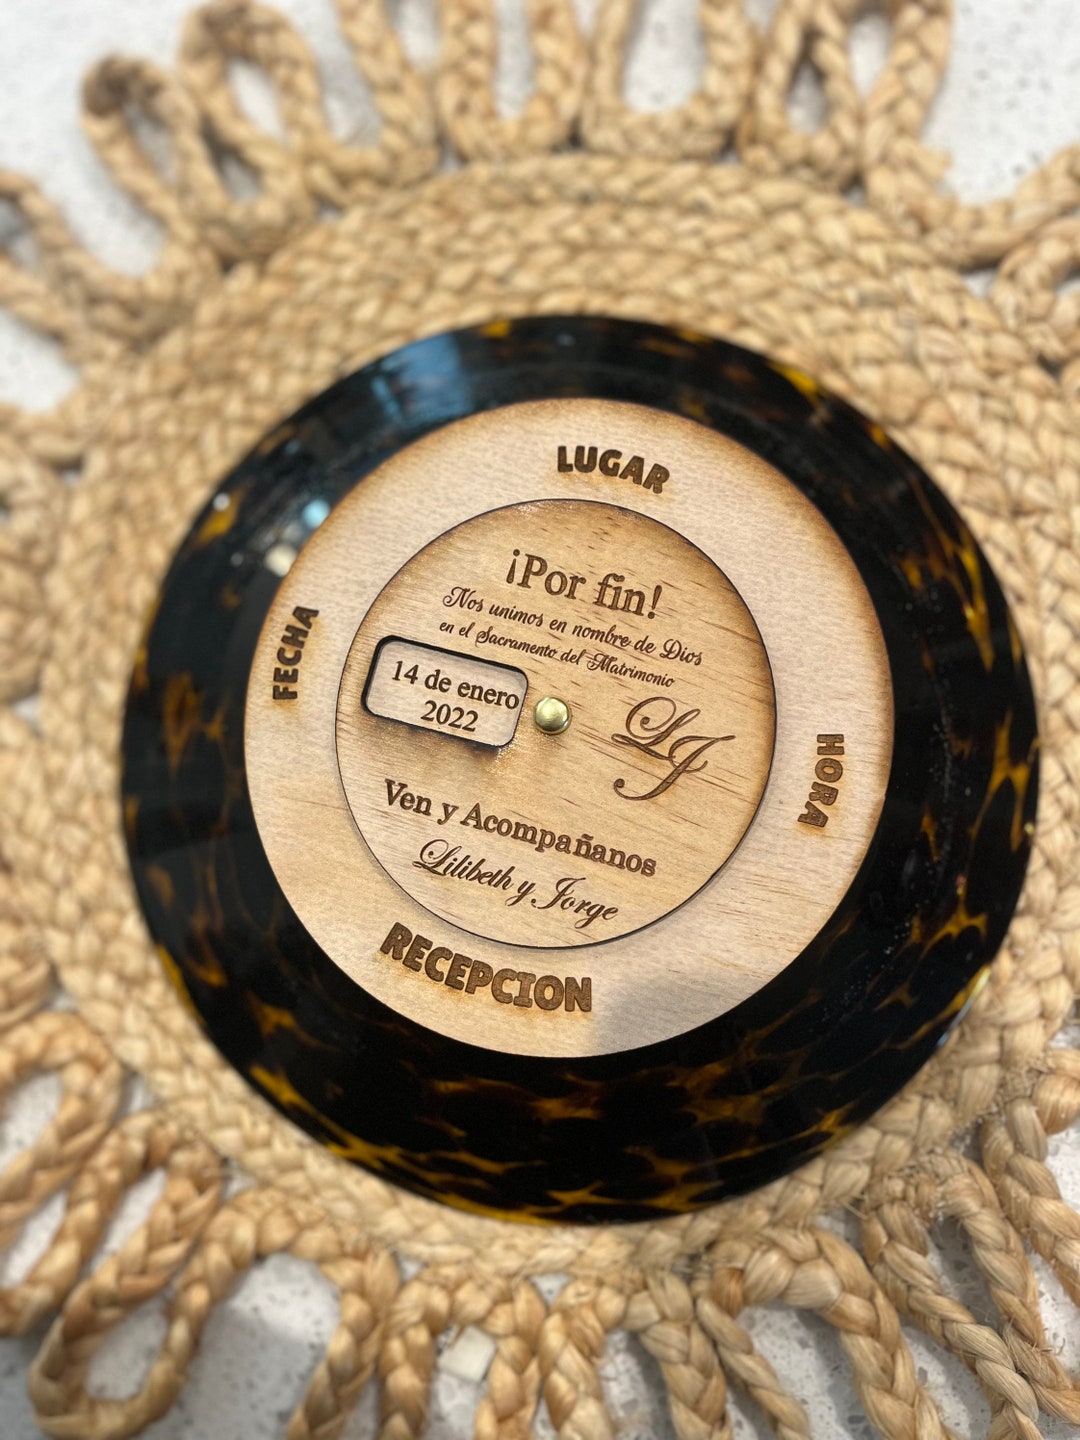 LUGAR
¡Por fin!
Nos unimos en nombre de Dios
en el Sacramento del Matrimonio
FECHA
14 de enero
2022
LJ
HORA
Ven y Acompañanos
Lilibeth y Jorge
RECEPCION